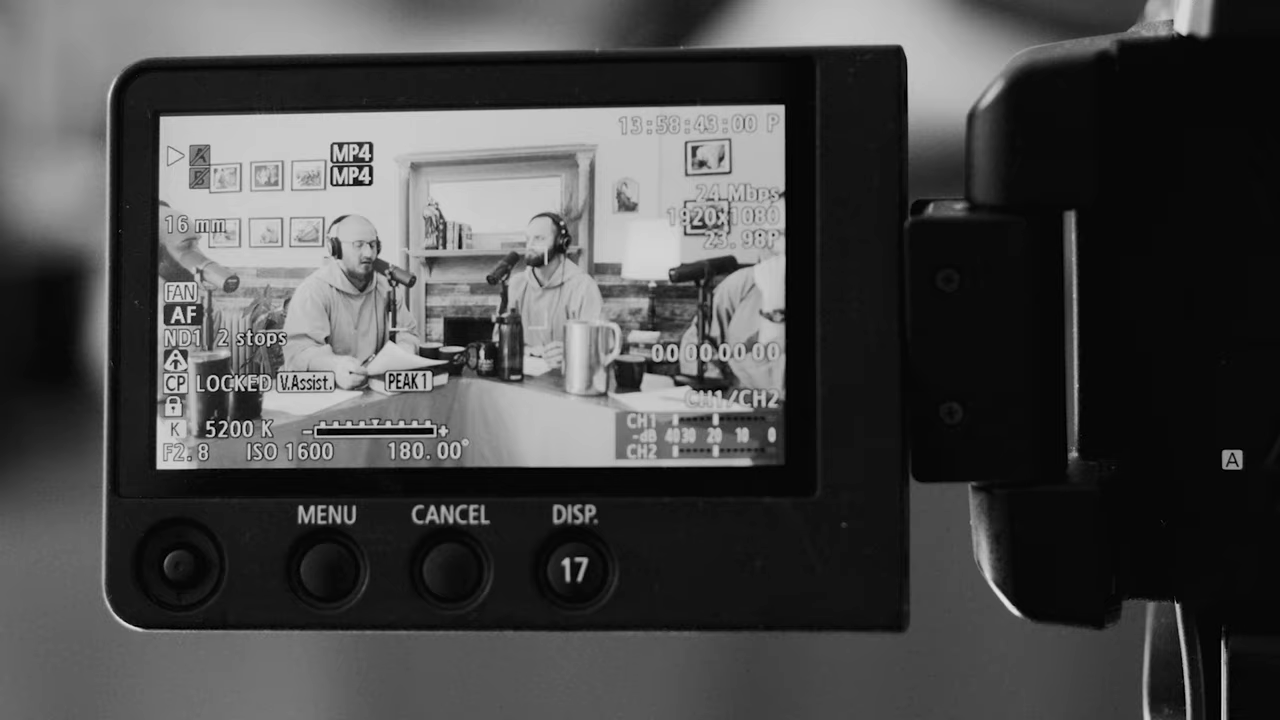 13:58:43:00 P
A
B
MP4
MP4
24 Mbps
1920x1080
23.98P
16 mm
FAN
AF
ND1 2 stops
00:00:00:00
CP LOCKED V.Assist. PEAK1
CH1/CH2
K 5200 K - +
F2.8 ISO 1600 180.00°
CH1
-dB 40 30 20 10 0
CH2
MENU CANCEL DISP.
17
A